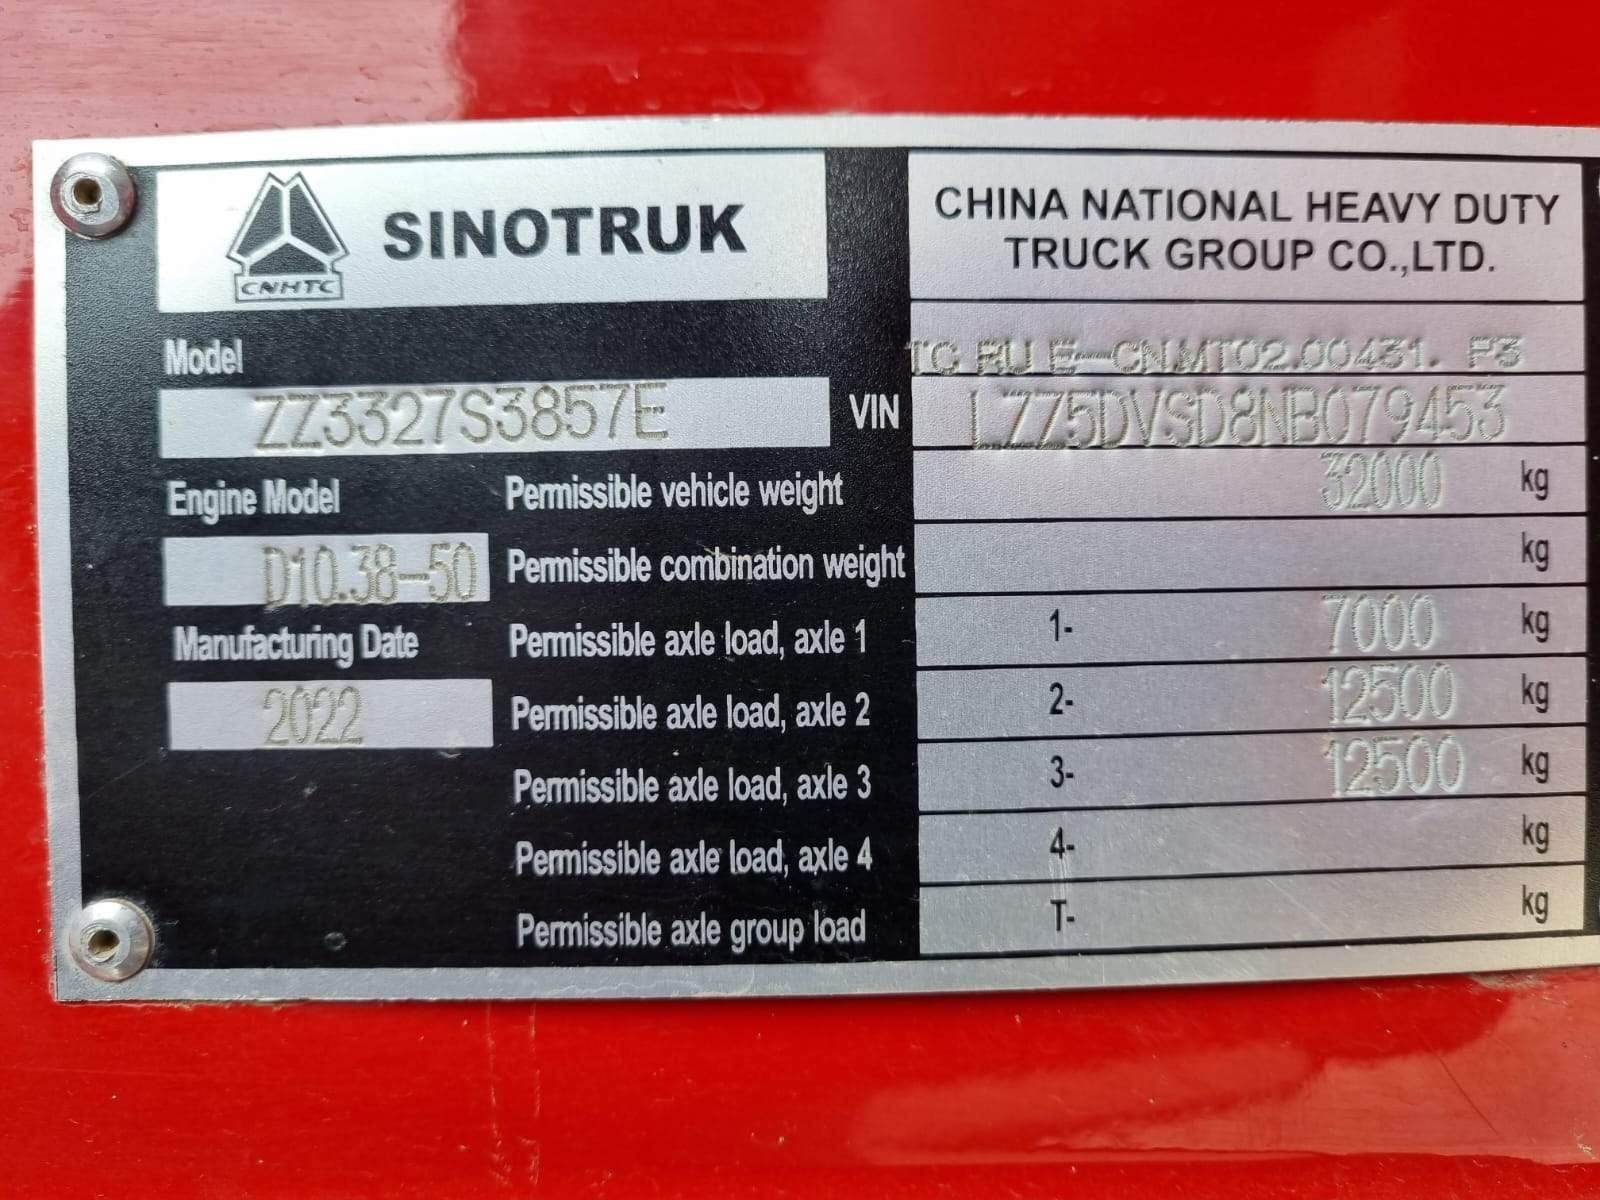 CNHTC
SINOTRUK
CHINA NATIONAL HEAVY DUTY
TRUCK GROUP CO.,LTD.
TC RU E-CN.MT02.00431. P3
Model
ZZ3327S3857E
VIN
LZZ5DVSD8NB079453
Engine Model
D10.38-50
Manufacturing Date
2022
Permissible vehicle weight 32000 kg
Permissible combination weight kg
Permissible axle load, axle 1 1- 7000 kg
Permissible axle load, axle 2 2- 12500 kg
Permissible axle load, axle 3 3- 12500 kg
Permissible axle load, axle 4 4- kg
Permissible axle group load T- kg